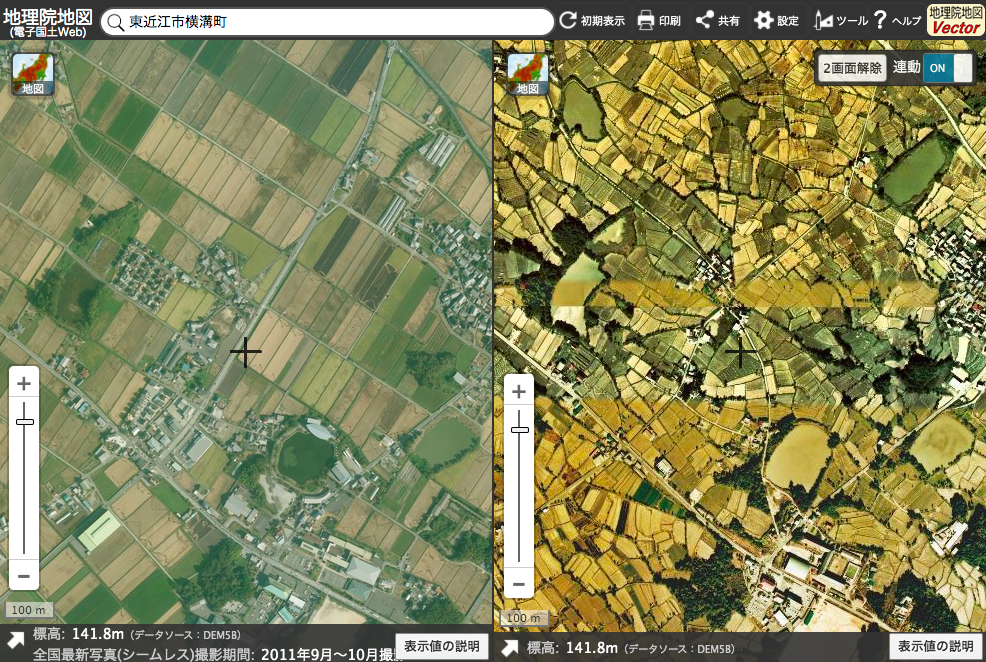 地理院地図
(電子国土Web)
東近江市横溝町
初期表示
印刷
共有
設定
ツール
? ヘルプ
地理院地図
Vector
地図
地図
2画面解除
連動
ON
+
−
100 m
+
−
100 m
標高: 141.8m (データソース:DEM5B)
全国最新写真(シームレス)撮影期間: 2011年9月~10月撮影
表示値の説明
標高: 141.8m (データソース:DEM5B)
表示値の説明